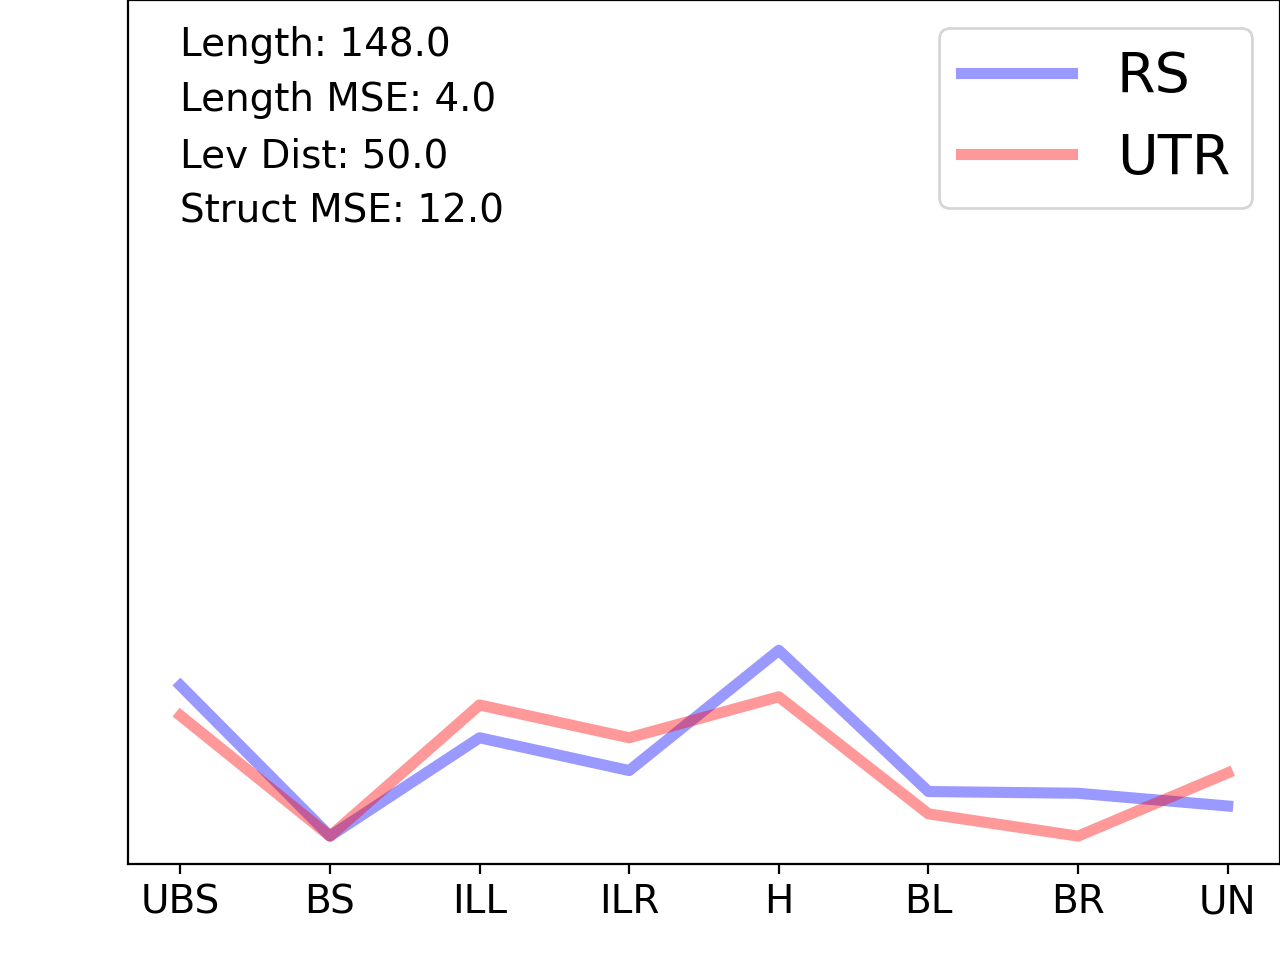 Length: 148.0
Length MSE: 4.0
Lev Dist: 50.0
Struct MSE: 12.0
RS
UTR
UBS BS ILL ILR H BL BR UN